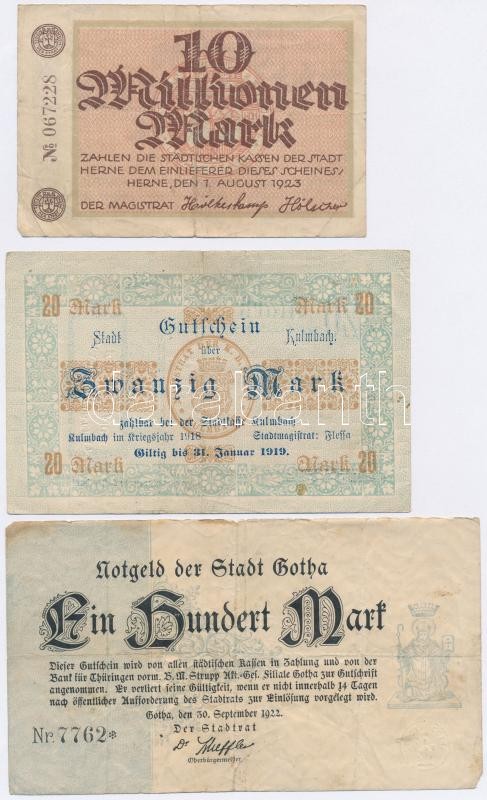 10
Millionen
Mark
№ 067228
ZAHLEN DIE STÄDTISCHEN KASSEN DER STADT
HERNE DEM EINLIEFERER DIESES SCHEINES
HERNE, DEN 1. AUGUST 1923
DER MAGISTRAT
20 Mark Mark 20
Stadt Gutschein Kulmbach.
über
Zwanzig Mark
zahlbar bei der Stadtkasse Kulmbach
Kulmbach im Kriegsjahr 1918 Stadtmagistrat: Flessa
20 Mark Giltig bis 31. Januar 1919. Mark 20
Notgeld der Stadt Gotha
Ein Hundert Mark
Dieser Gutschein wird von allen städtischen Kassen in Zahlung und von der
Bank für Thüringen vorm. B. M. Strupp Akt.-Ges. Filiale Gotha zur Gutschrift
angenommen. Er verliert seine Gültigkeit, wenn er nicht innerhalb 14 Tagen
nach öffentlicher Aufforderung des Stadtrats zur Einlösung vorgelegt wird.
Gotha, den 30. September 1922.
Der Stadtrat
Nr. 7762*
Dr Scheffler
Oberbürgermeister.
darabanth